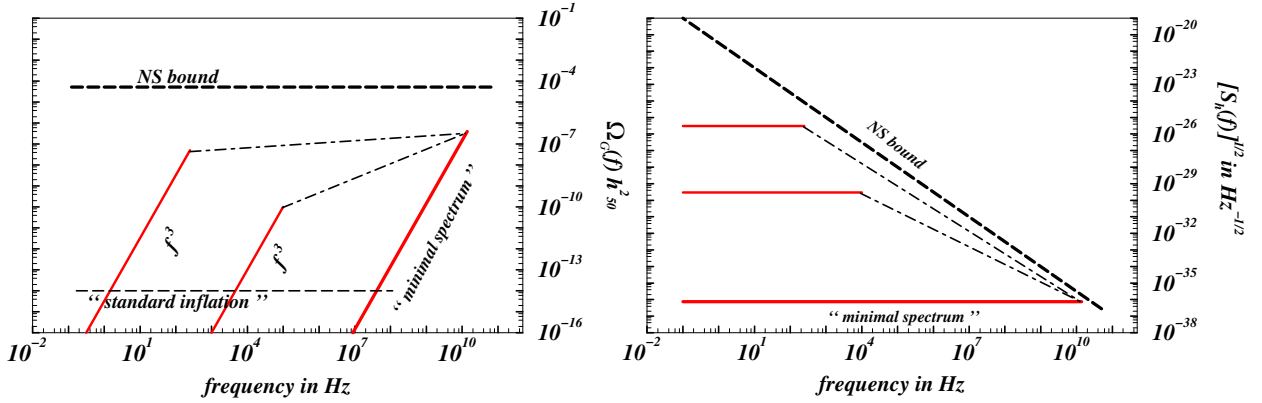 10^{-1}
10^{-4}
10^{-7}
10^{-10}
10^{-13}
10^{-16}
Ω_G(f) h^2_{50}
NS bound
f^3
f^3
“ minimal spectrum ”
“ standard inflation ”
10^{-2} 10^1 10^4 10^7 10^{10}
frequency in Hz
10^{-20}
10^{-23}
10^{-26}
10^{-29}
10^{-32}
10^{-35}
10^{-38}
[S_h(f)]^{1/2} in Hz^{-1/2}
NS bound
“ minimal spectrum ”
10^{-2} 10^1 10^4 10^7 10^{10}
frequency in Hz